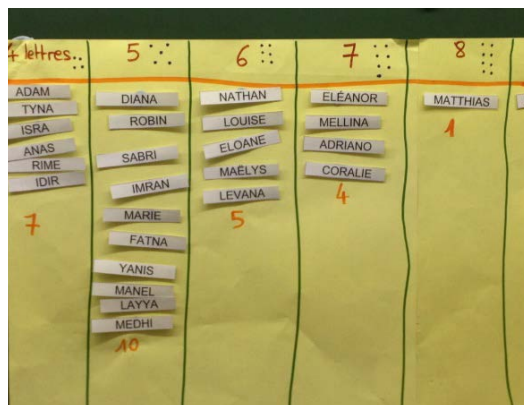 4 lettres
ADAM
TYNA
ISRA
ANAS
RIME
IDIR
7
5
DIANA
ROBIN
SABRI
IMRAN
MARIE
FATNA
YANIS
MANEL
LAYYA
MEDHI
10
6
NATHAN
LOUISE
ELOANE
MAËLYS
LEVANA
5
7
ELÉANOR
MELLINA
ADRIANO
CORALIE
4
8
MATTHIAS
1